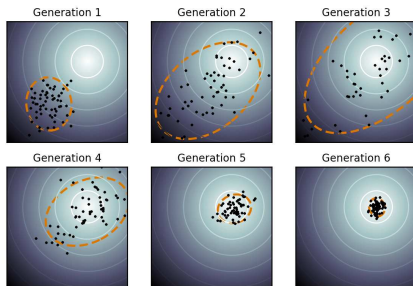 Generation 1
Generation 2
Generation 3
Generation 4
Generation 5
Generation 6